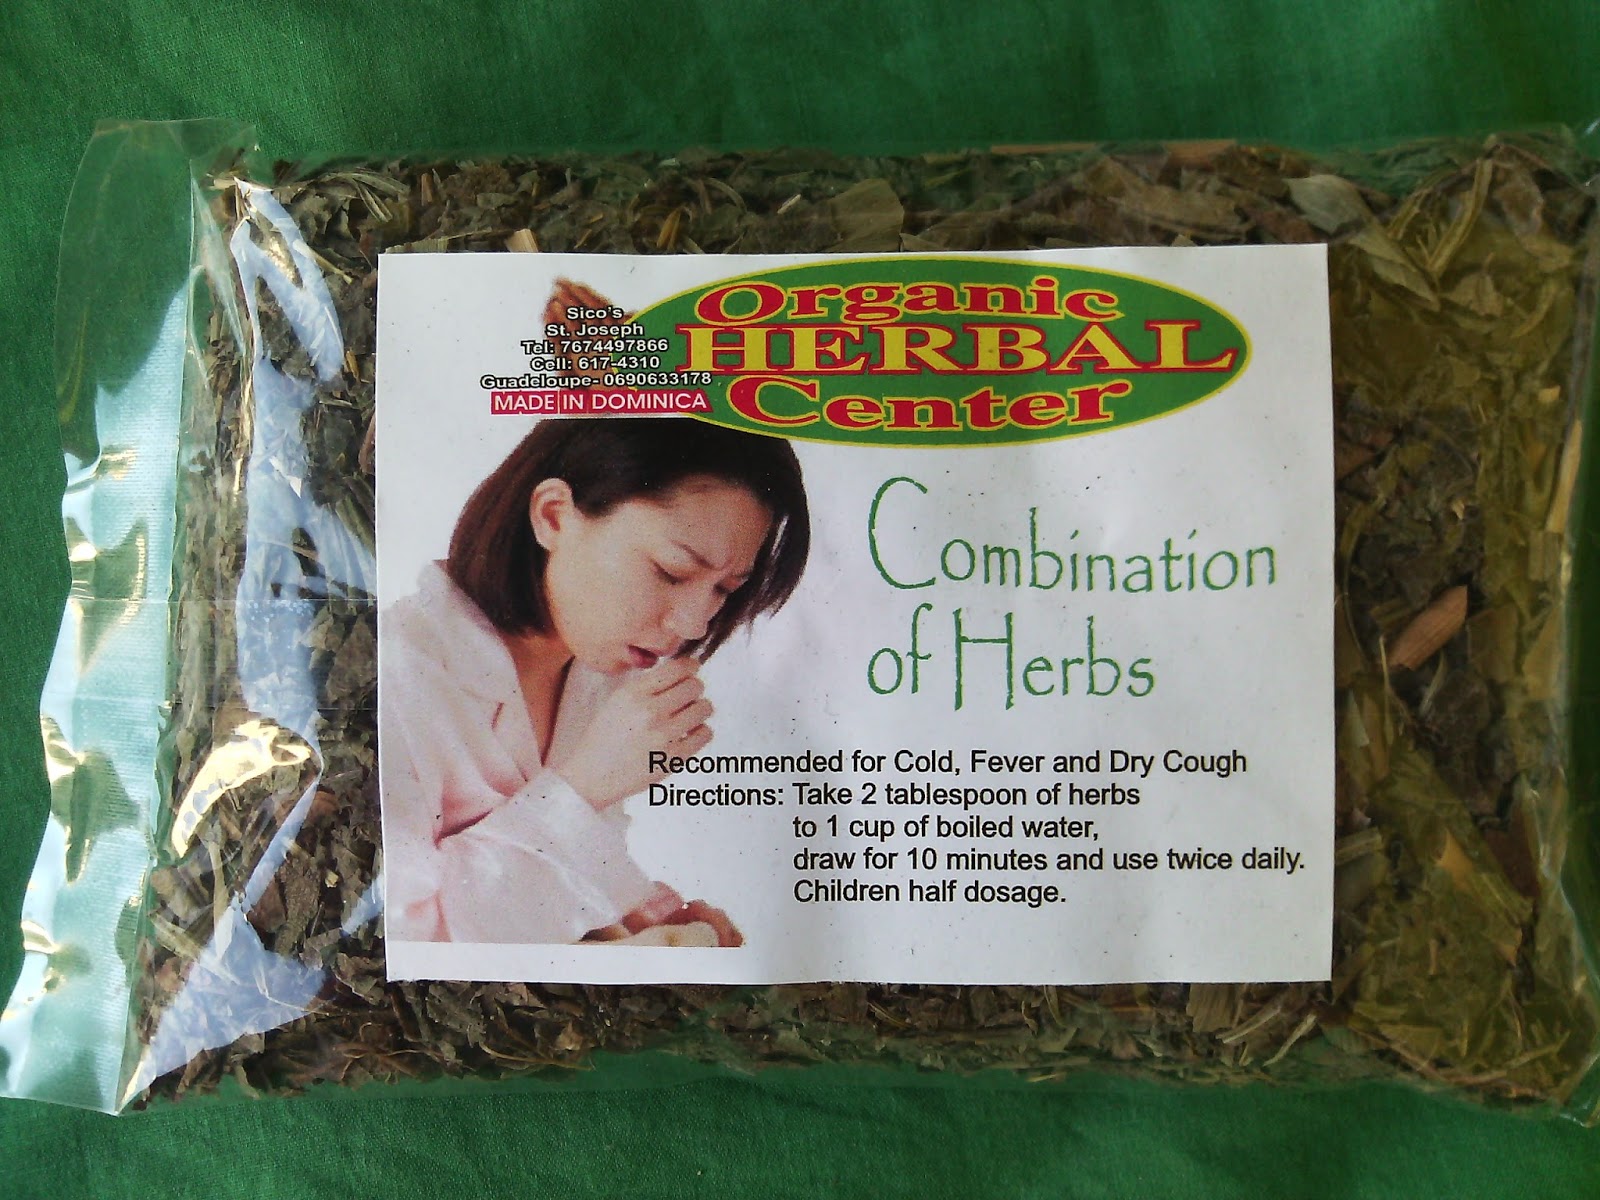 Sico's
St. Joseph
Tel: 7674497866
Cell: 617-4310
Guadeloupe- 0690633178
MADE IN DOMINICA
Organic
HERBAL
Center
Combination
of Herbs
Recommended for Cold, Fever and Dry Cough
Directions: Take 2 tablespoon of herbs
to 1 cup of boiled water,
draw for 10 minutes and use twice daily.
Children half dosage.